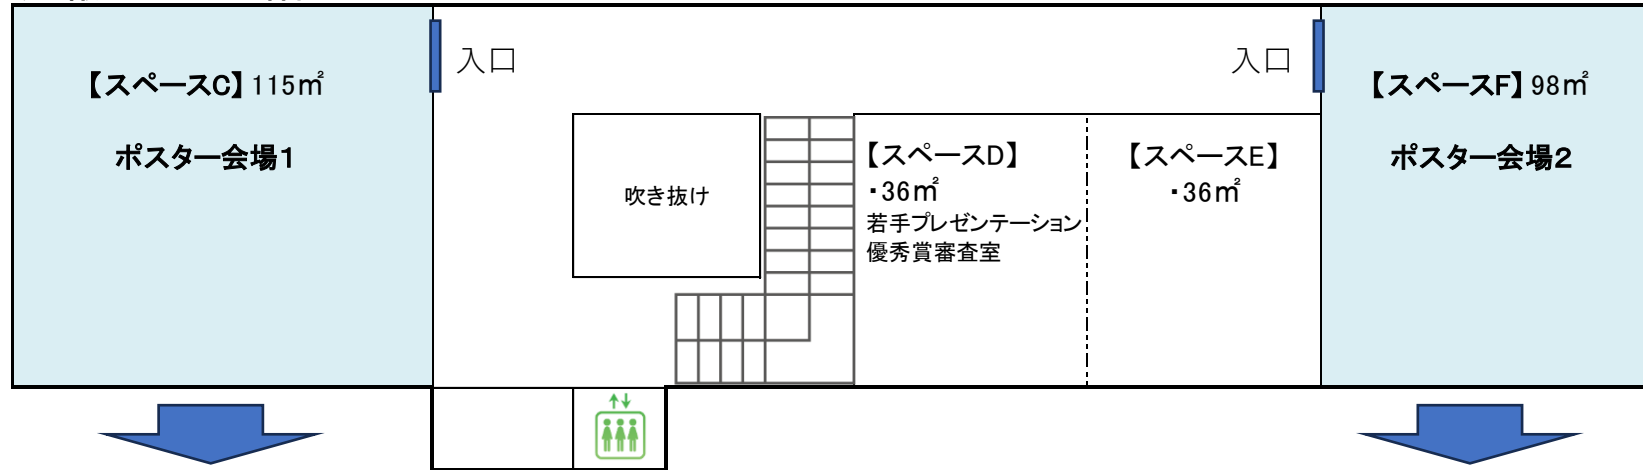 【スペースC】115㎡
ポスター会場1
入口
吹き抜け
【スペースD】
・36㎡
若手プレゼンテーション
優秀賞審査室
【スペースE】
・36㎡
入口
【スペースF】98㎡
ポスター会場2